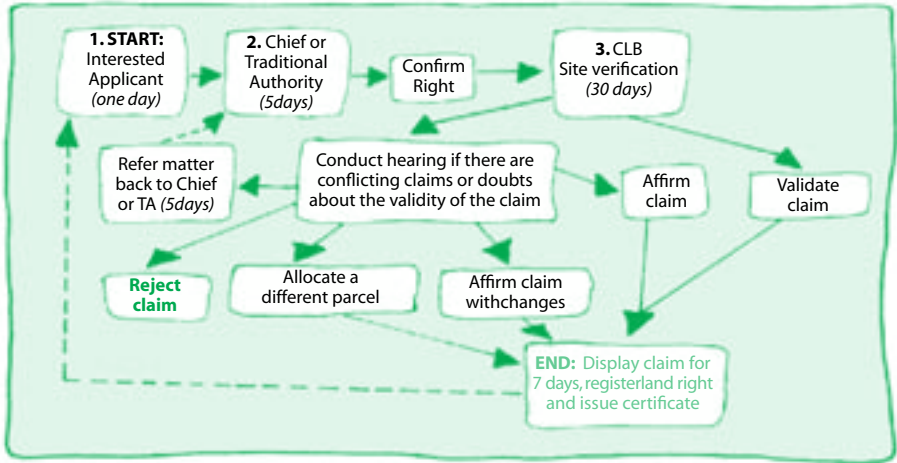 1. START:
Interested
Applicant
(one day)
2. Chief or
Traditional
Authority
(5days)
Confirm
Right
3. CLB
Site verification
(30 days)
Refer matter
back to Chief
or TA (5days)
Conduct hearing if there are
conflicting claims or doubts
about the validity of the claim
Affirm
claim
Validate
claim
Reject
claim
Allocate a
different parcel
Affirm claim
withchanges
END: Display claim for
7 days, registerland right
and issue certificate